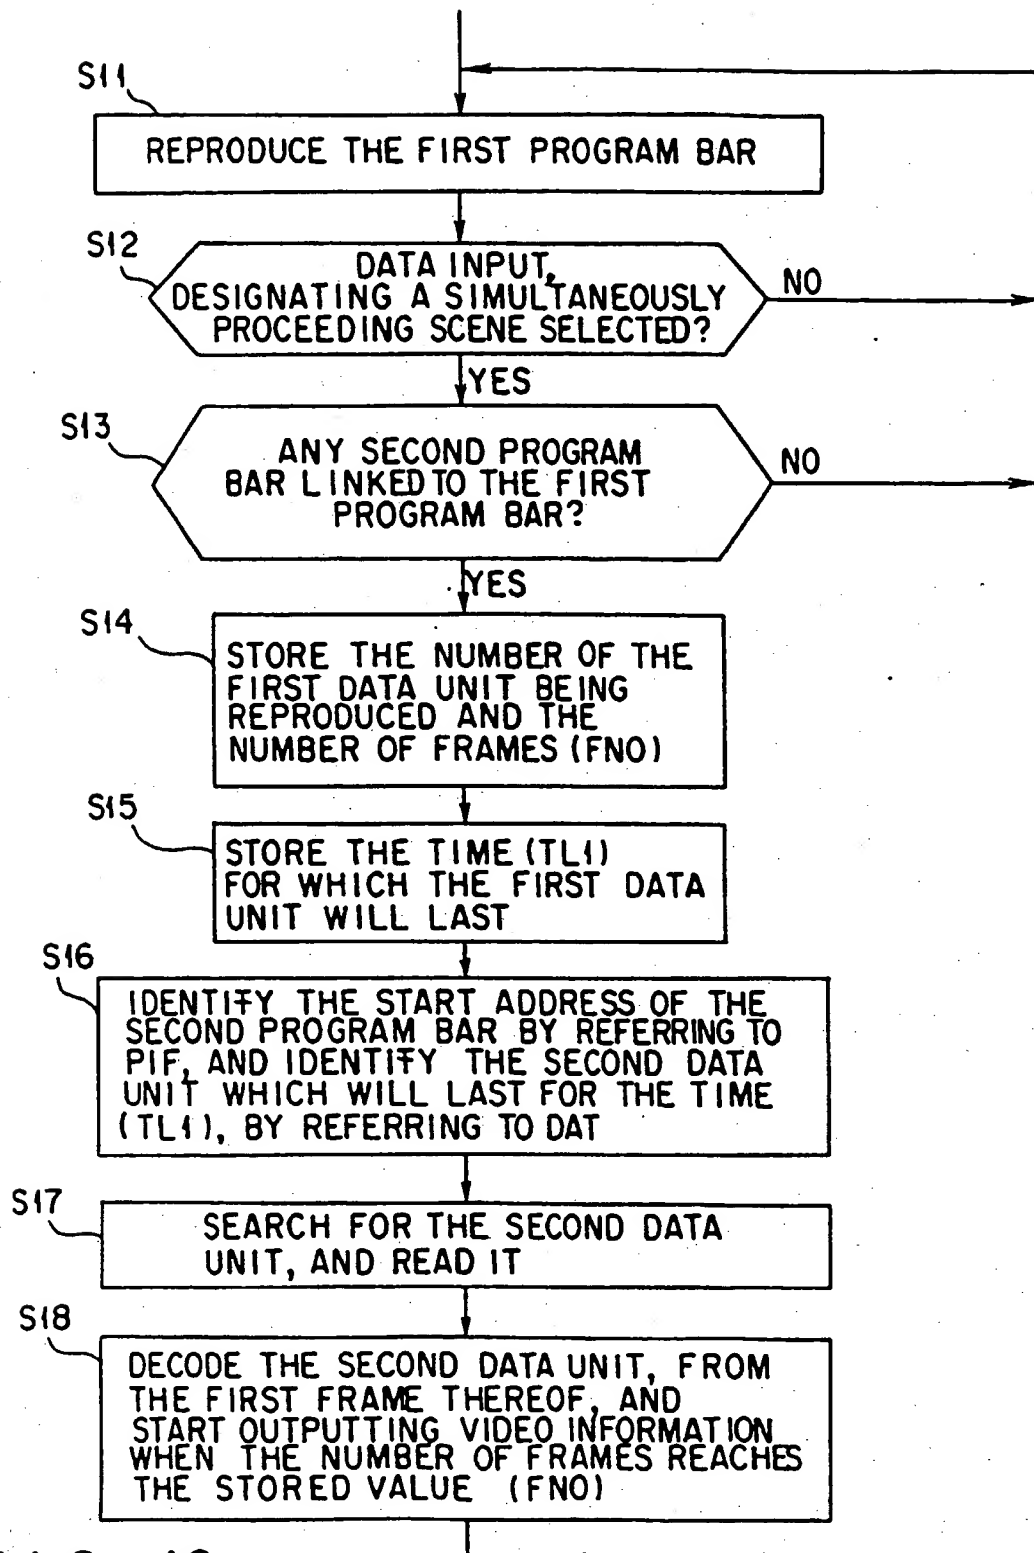 S11
REPRODUCE THE FIRST PROGRAM BAR
S12
DATA INPUT,
DESIGNATING A SIMULTANEOUSLY
PROCEEDING SCENE SELECTED?
NO
YES
S13
ANY SECOND PROGRAM
BAR LINKED TO THE FIRST
PROGRAM BAR?
NO
YES
S14
STORE THE NUMBER OF THE
FIRST DATA UNIT BEING
REPRODUCED AND THE
NUMBER OF FRAMES (FNO)
S15
STORE THE TIME (TL1)
FOR WHICH THE FIRST DATA
UNIT WILL LAST
S16
IDENTIFY THE START ADDRESS OF THE
SECOND PROGRAM BAR BY REFERRING TO
PIF, AND IDENTIFY THE SECOND DATA
UNIT WHICH WILL LAST FOR THE TIME
(TL1), BY REFERRING TO DAT
S17
SEARCH FOR THE SECOND DATA
UNIT, AND READ IT
S18
DECODE THE SECOND DATA UNIT, FROM
THE FIRST FRAME THEREOF, AND
START OUTPUTTING VIDEO INFORMATION
WHEN THE NUMBER OF FRAMES REACHES
THE STORED VALUE (FNO)